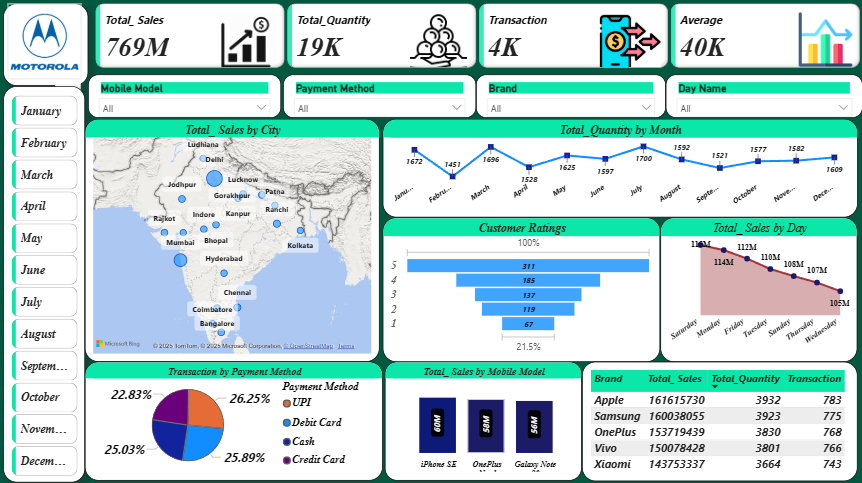 MOTOROLA
Total_ Sales
769M
Total_Quantity
19K
Transaction
4K
Average
40K
Mobile Model
All
Payment Method
All
Brand
All
Day Name
All
January
February
March
April
May
June
July
August
Septem...
October
Novem...
Decem...
Total_ Sales by City
Ludhiana
Delhi
Lucknow
Jodhpur
Gorakhpur
Patna
Rajkot
Indore
Kanpur
Ranchi
Mumbai
Bhopal
Kolkata
Hyderabad
Chennai
Coimbatore
Bangalore
Microsoft Bing
© 2025 TomTom, © 2025 Microsoft Corporation, © OpenStreetMap Terms
Total_Quantity by Month
1672
1451
1696
1528
1625
1597
1700
1592
1521
1577
1582
1609
Janu...
Febru...
March
April
May
June
July
August
Septe...
October
Nove...
Dece...
Customer Ratings
100%
5 311
4 185
3 137
2 119
1 67
21.5%
Total_ Sales by Day
114M
112M
110M
108M
107M
105M
Saturday
Monday
Friday
Tuesday
Sunday
Thursday
Wednesday
Transaction by Payment Method
22.83%
26.25%
25.03%
25.89%
Payment Method
UPI
Debit Card
Cash
Credit Card
Total_ Sales by Mobile Model
60M
58M
56M
iPhone SE
OnePlus
Galaxy Note
Brand Total_ Sales Total_Quantity Transaction
Apple 161615730 3932 783
Samsung 160038055 3923 775
OnePlus 153719439 3830 768
Vivo 150078428 3801 766
Xiaomi 143753337 3664 743